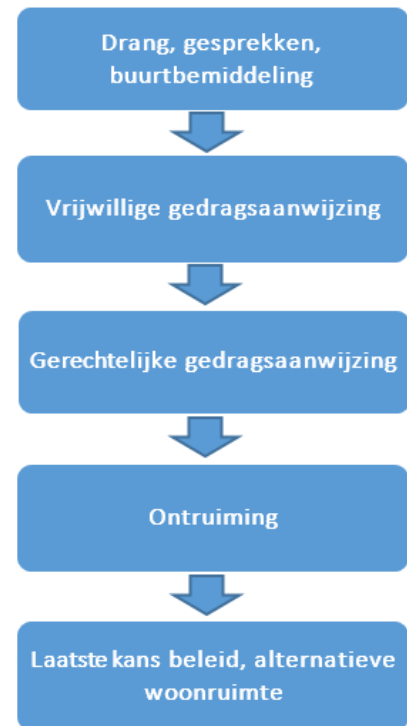 Drang, gesprekken,
buurtbemiddeling
Vrijwillige gedragsaanwijzing
Gerechtelijke gedragsaanwijzing
Ontruiming
Laatste kans beleid, alternatieve
woonruimte